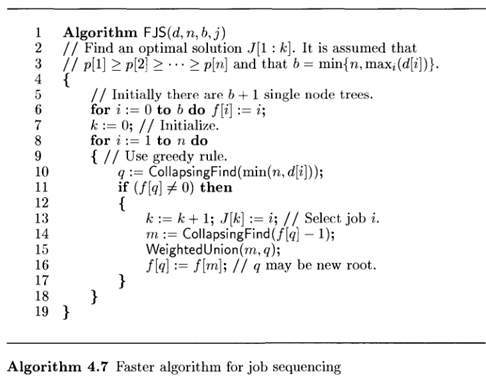 1 Algorithm FJS(d, n, b, j)
2 // Find an optimal solution J[1 : k]. It is assumed that
3 // p[1] ≥ p[2] ≥ ··· ≥ p[n] and that b = min{n, maxᵢ(d[i])}.
4 {
5 // Initially there are b + 1 single node trees.
6 for i := 0 to b do f[i] := i;
7 k := 0; // Initialize.
8 for i := 1 to n do
9 { // Use greedy rule.
10 q := CollapsingFind(min(n, d[i]));
11 if (f[q] ≠ 0) then
12 {
13 k := k + 1; J[k] := i; // Select job i.
14 m := CollapsingFind(f[q] − 1);
15 WeightedUnion(m, q);
16 f[q] := f[m]; // q may be new root.
17 }
18 }
19 }
Algorithm 4.7 Faster algorithm for job sequencing